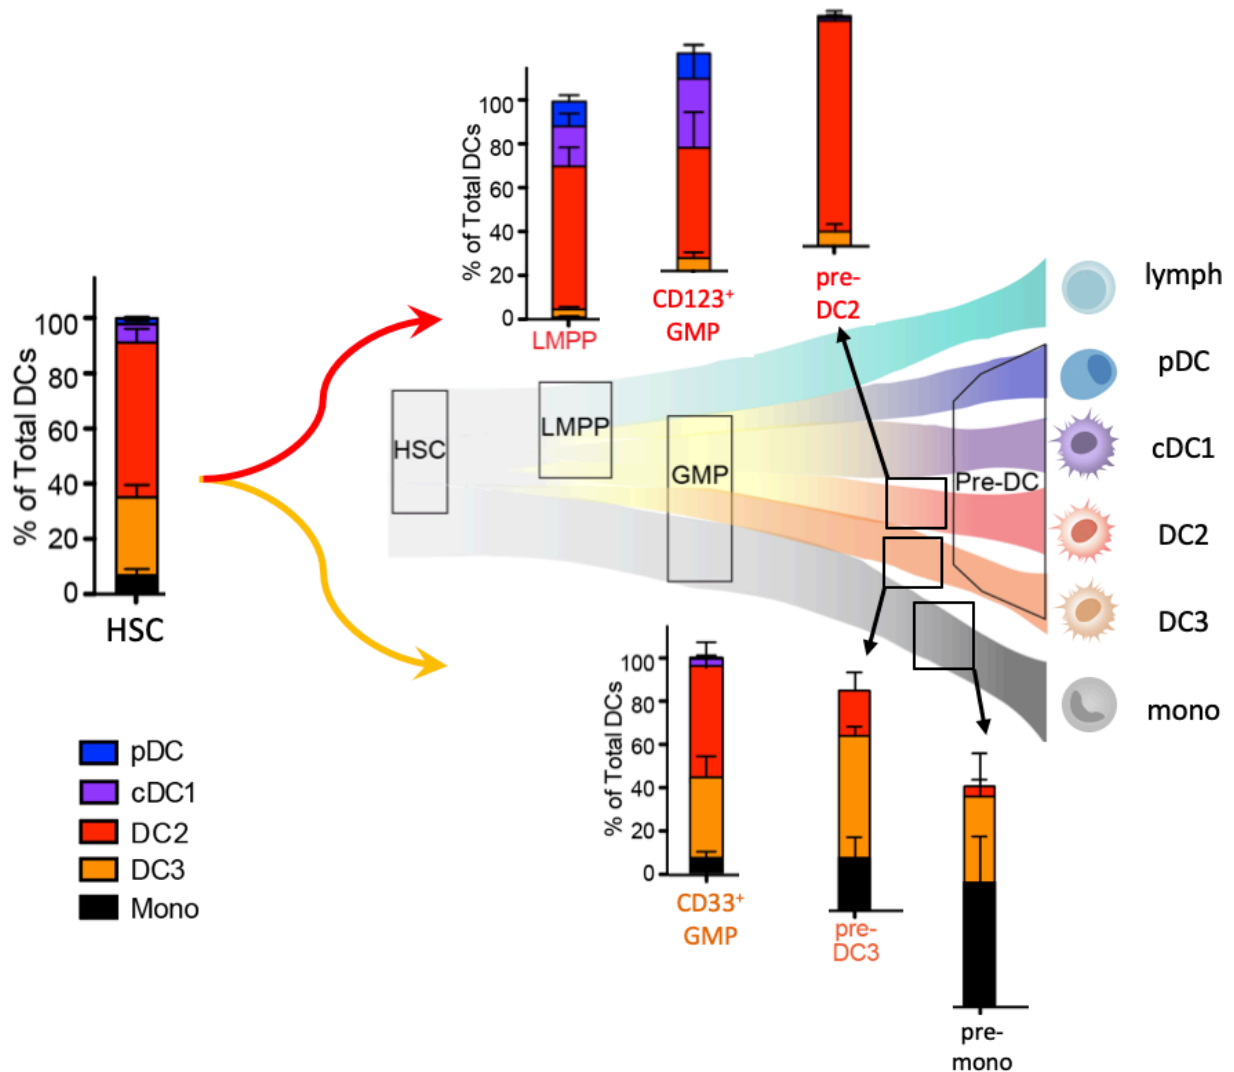 % of Total DCs
100
80
60
40
20
0
LMPP
CD123+
GMP
pre-
DC2
% of Total DCs
100
80
60
40
20
0
HSC
HSC
LMPP
GMP
Pre-DC
lymph
pDC
cDC1
DC2
DC3
mono
pDC
cDC1
DC2
DC3
Mono
% of Total DCs
100
80
60
40
20
0
CD33+
GMP
pre-
DC3
pre-
mono